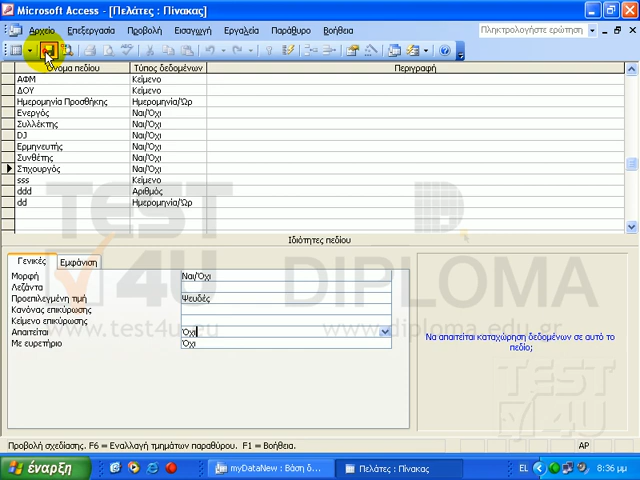 Microsoft Access - [Πελάτες : Πίνακας]
Αρχείο Επεξεργασία Προβολή Εισαγωγή Εργαλεία Παράθυρο Βοήθεια Πληκτρολογήστε ερώτηση
Όνομα πεδίου Τύπος δεδομένων Περιγραφή
ΑΦΜ Κείμενο
ΔΟΥ Κείμενο
Ημερομηνία Προσθήκης Ημερομηνία/Ώρ
Ενεργός Ναι/Όχι
Συλλέκτης Ναι/Όχι
DJ Ναι/Όχι
Ερμηνευτής Ναι/Όχι
Συνθέτης Ναι/Όχι
Στιχουργός Ναι/Όχι
sss Κείμενο
ddd Αριθμός
dd Ημερομηνία/Ώρ
Ιδιότητες πεδίου
Γενικές Εμφάνιση
Μορφή Ναι/Όχι
Λεζάντα
Προεπιλεγμένη τιμή Ψευδές
Κανόνας επικύρωσης
Κείμενο επικύρωσης
Απαιτείται Όχι
Με ευρετήριο Όχι
Να απαιτείται καταχώρηση δεδομένων σε αυτό το
πεδίο;
TEST
4U DIPLOMA
www.test4u.eu www.diploma.edu.gr
TEST
4U
Προβολή σχεδίασης. F6 = Εναλλαγή τμημάτων παραθύρου. F1 = Βοήθεια. ΑΡ
έναρξη myDataNew : Βάση δ... Πελάτες : Πίνακας EL 8:36 μμ